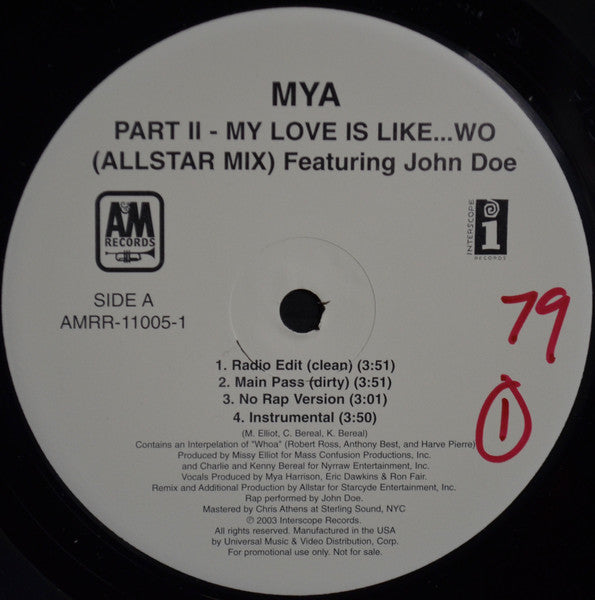 MYA
PART II - MY LOVE IS LIKE...WO
(ALLSTAR MIX) Featuring John Doe
A&M
RECORDS
INTERSCOPE
i
RECORDS
SIDE A
AMRR-11005-1
79
1
1. Radio Edit (clean) (3:51)
2. Main Pass (dirty) (3:51)
3. No Rap Version (3:01)
4. Instrumental (3:50)
(M. Elliot, C. Bereal, K. Bereal)
Contains an Interpelation of "Whoa" (Robert Ross, Anthony Best, and Harve Pierre)
Produced by Missy Elliot for Mass Confusion Productions, Inc.
and Charlie and Kenny Bereal for Nyrraw Entertainment, Inc.
Vocals Produced by Mya Harrison, Eric Dawkins & Ron Fair.
Remix and Additional Production by Allstar for Starcyde Entertainment, Inc.
Rap performed by John Doe.
Mastered by Chris Athens at Sterling Sound, NYC
℗ 2003 Interscope Records.
All rights reserved. Manufactured in the USA
by Universal Music & Video Distribution, Corp.
For promotional use only. Not for sale.